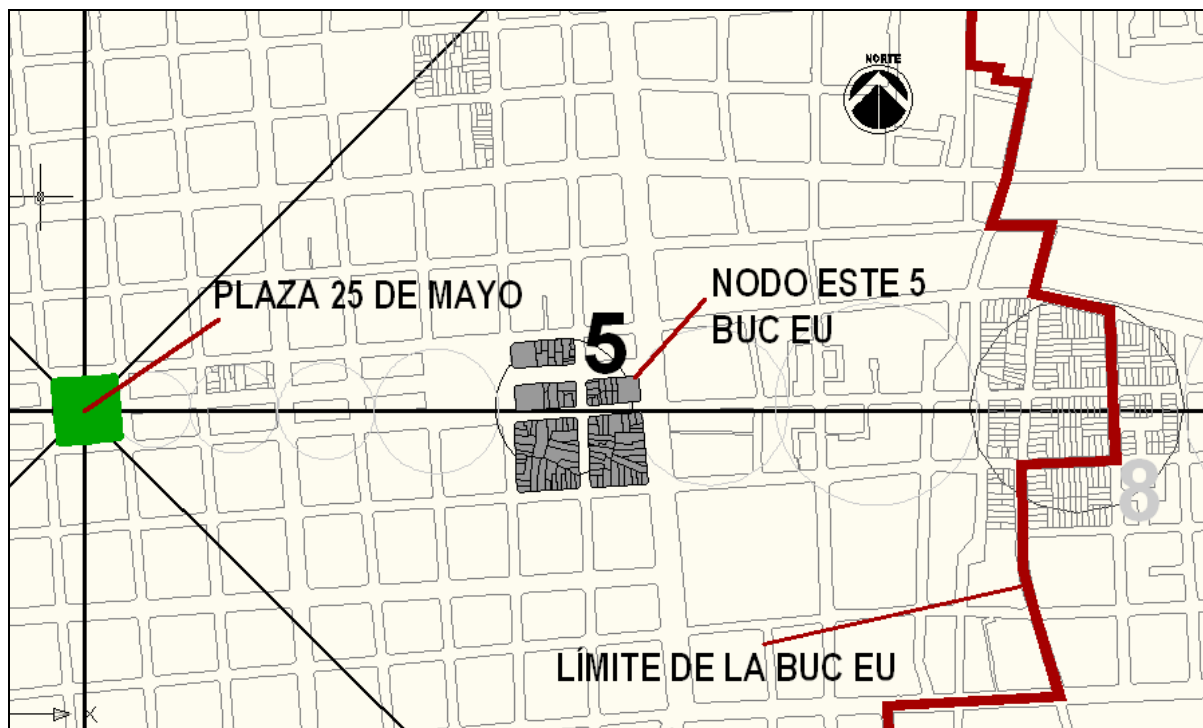 NORTE
PLAZA 25 DE MAYO
NODO ESTE 5
BUC EU
5
8
LÍMITE DE LA BUC EU
X